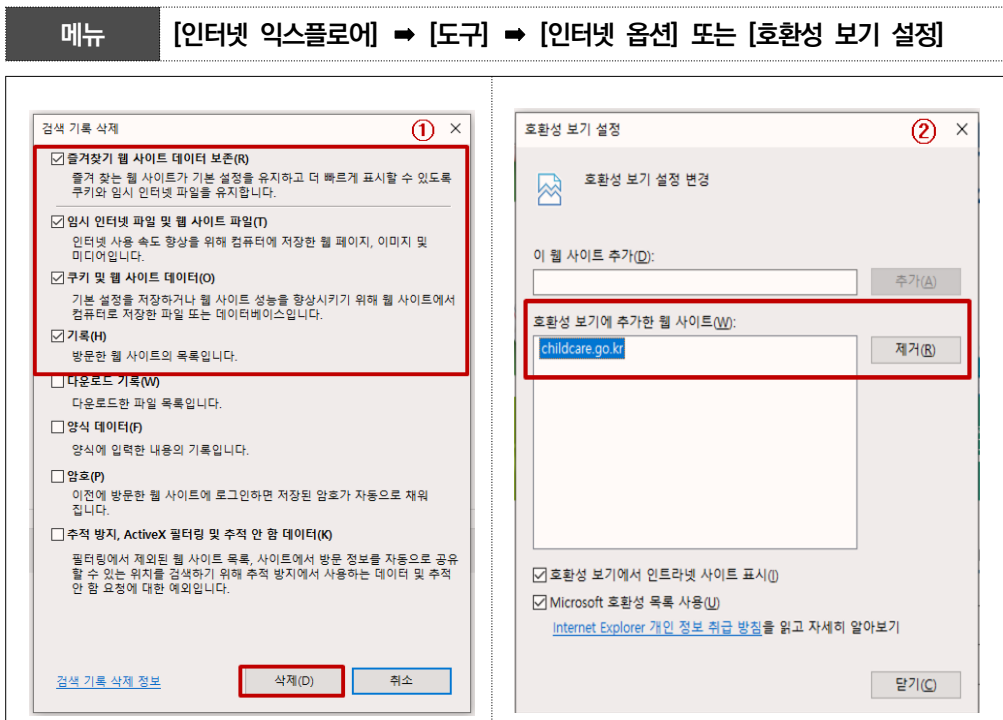 메뉴
[인터넷 익스플로어] ➡ [도구] ➡ [인터넷 옵션] 또는 [호환성 보기 설정]
검색 기록 삭제
①
즐겨찾기 웹 사이트 데이터 보존(R)
즐겨 찾는 웹 사이트가 기본 설정을 유지하고 더 빠르게 표시할 수 있도록
쿠키와 임시 인터넷 파일을 유지합니다.
임시 인터넷 파일 및 웹 사이트 파일(T)
인터넷 사용 속도 향상을 위해 컴퓨터에 저장한 웹 페이지, 이미지 및
미디어입니다.
쿠키 및 웹 사이트 데이터(O)
기본 설정을 저장하거나 웹 사이트 성능을 향상시키기 위해 웹 사이트에서
컴퓨터로 저장한 파일 또는 데이터베이스입니다.
기록(H)
방문한 웹 사이트의 목록입니다.
다운로드 기록(W)
다운로드한 파일 목록입니다.
양식 데이터(F)
양식에 입력한 내용의 기록입니다.
암호(P)
이전에 방문한 웹 사이트에 로그인하면 저장된 암호가 자동으로 채워
집니다.
추적 방지, ActiveX 필터링 및 추적 안 함 데이터(K)
필터링에서 제외된 웹 사이트 목록, 사이트에서 방문 정보를 자동으로 공유
할 수 있는 위치를 검색하기 위해 추적 방지에서 사용하는 데이터 및 추적
안 함 요청에 대한 예외입니다.
검색 기록 삭제 정보
삭제(D)
취소
호환성 보기 설정
②
호환성 보기 설정 변경
이 웹 사이트 추가(D):
추가(A)
호환성 보기에 추가한 웹 사이트(W):
childcare.go.kr
제거(R)
호환성 보기에서 인트라넷 사이트 표시(I)
Microsoft 호환성 목록 사용(U)
Internet Explorer 개인 정보 취급 방침을 읽고 자세히 알아보기
닫기(C)